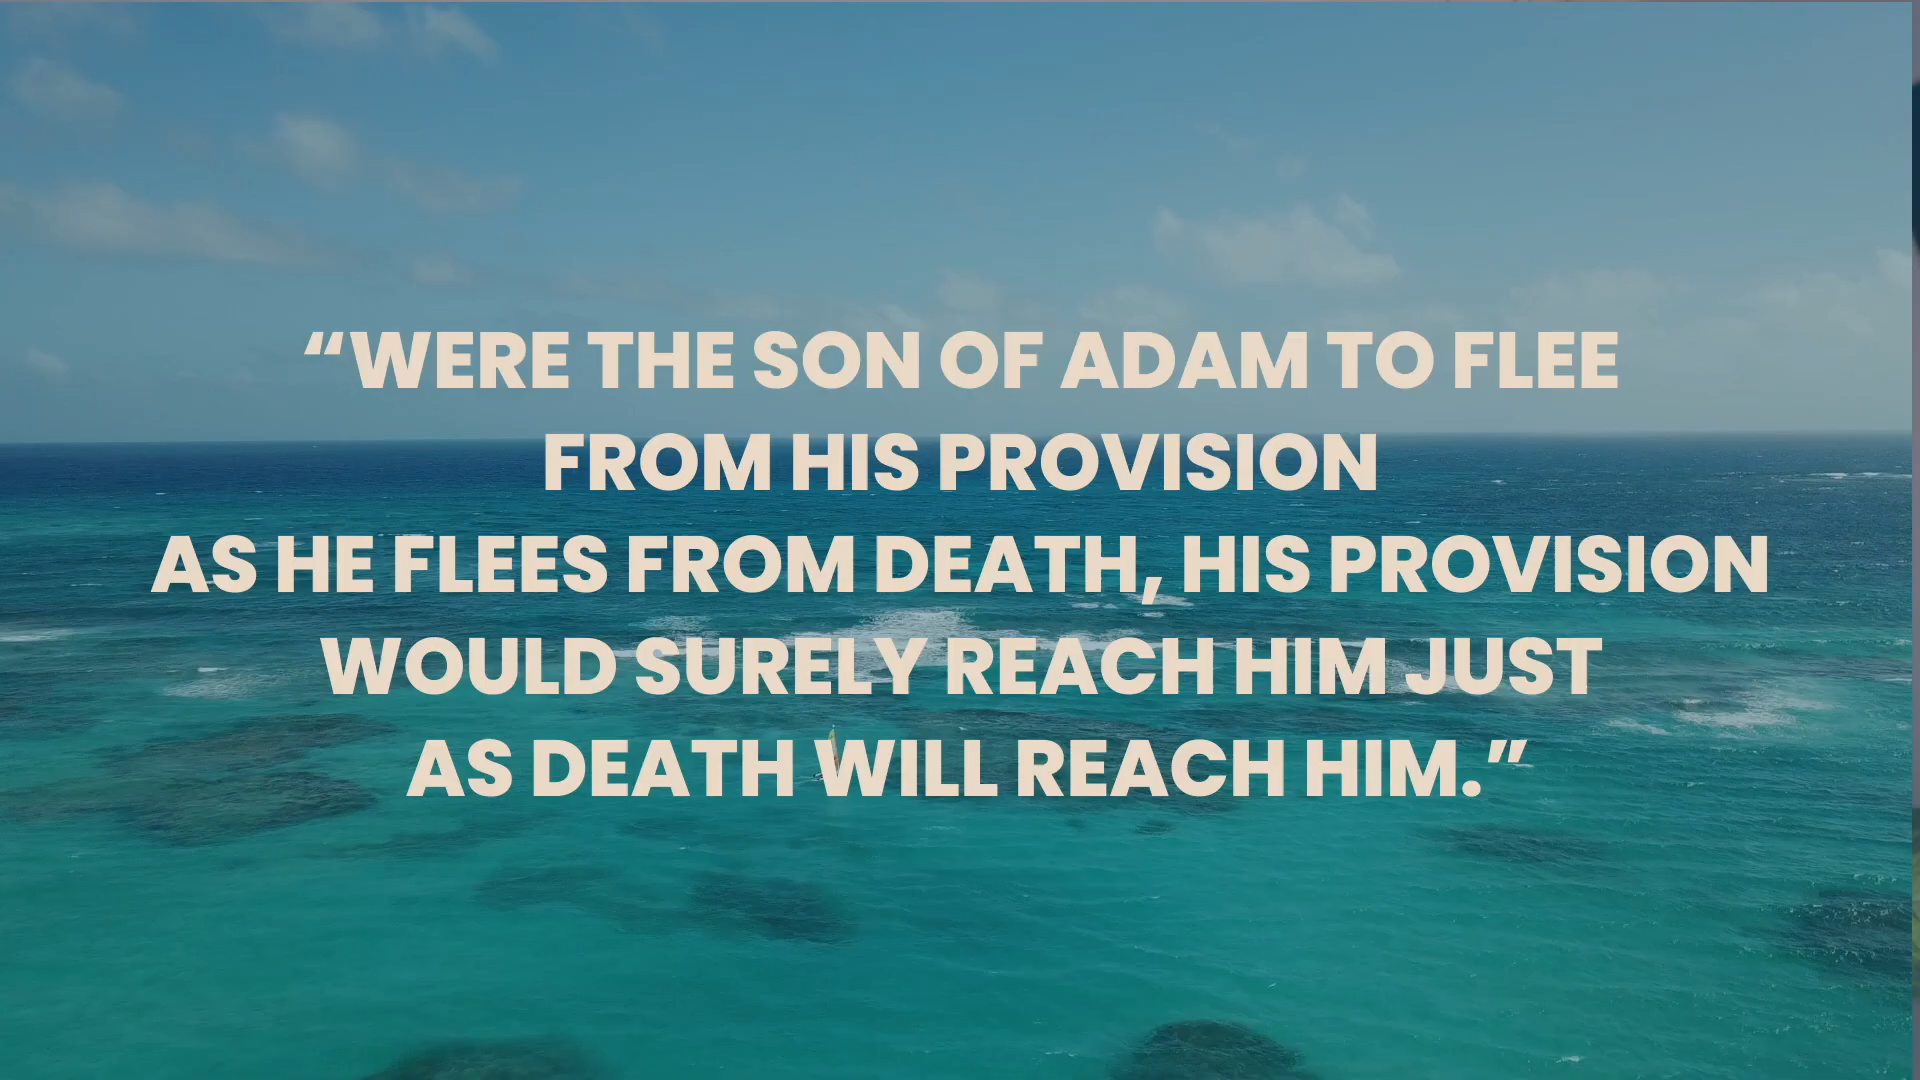 “WERE THE SON OF ADAM TO FLEE
FROM HIS PROVISION
AS HE FLEES FROM DEATH, HIS PROVISION
WOULD SURELY REACH HIM JUST
AS DEATH WILL REACH HIM.”